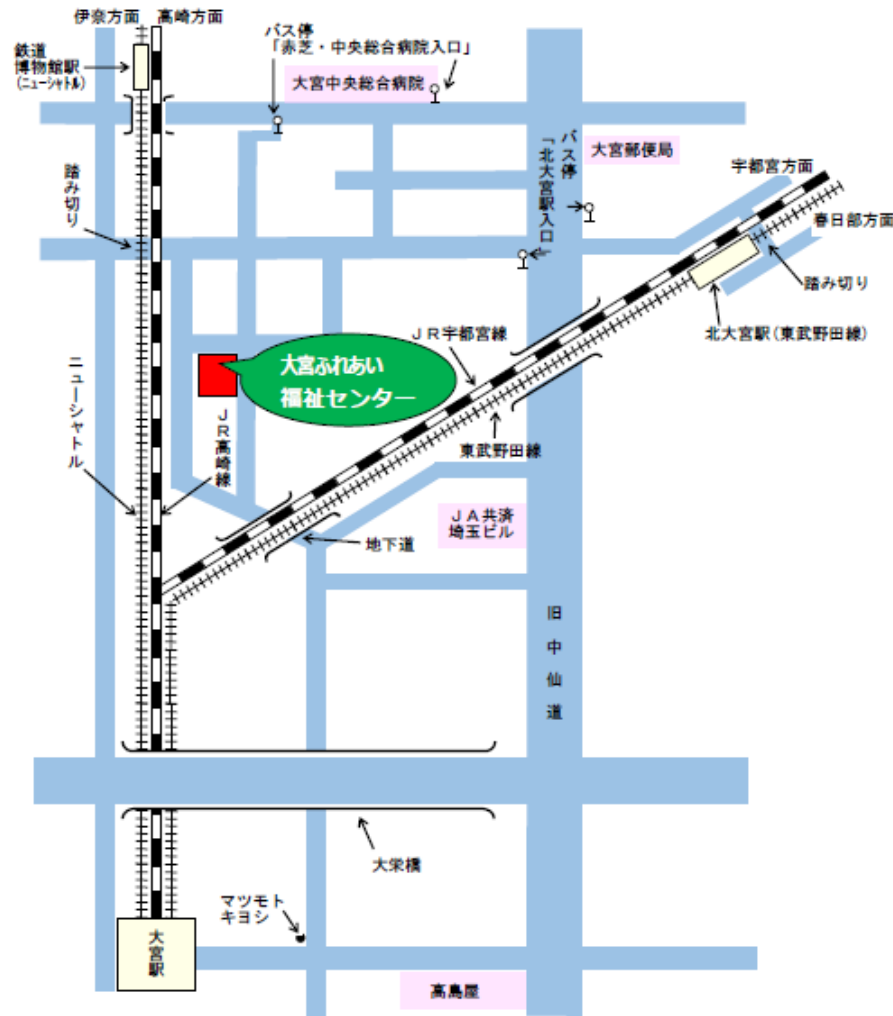 伊奈方面
高崎方面
鉄道
博物館駅
(ニューシャトル)
バス停
「赤芝・中央総合病院入口」
大宮中央総合病院
バス停
「北大宮駅入口」
大宮郵便局
宇都宮方面
春日部方面
踏み切り
踏み切り
北大宮駅(東武野田線)
JR宇都宮線
大宮ふれあい
福祉センター
ニューシャトル
JR高崎線
東武野田線
JA共済
埼玉ビル
地下道
旧中仙道
大栄橋
マツモト
キヨシ
大宮駅
高島屋